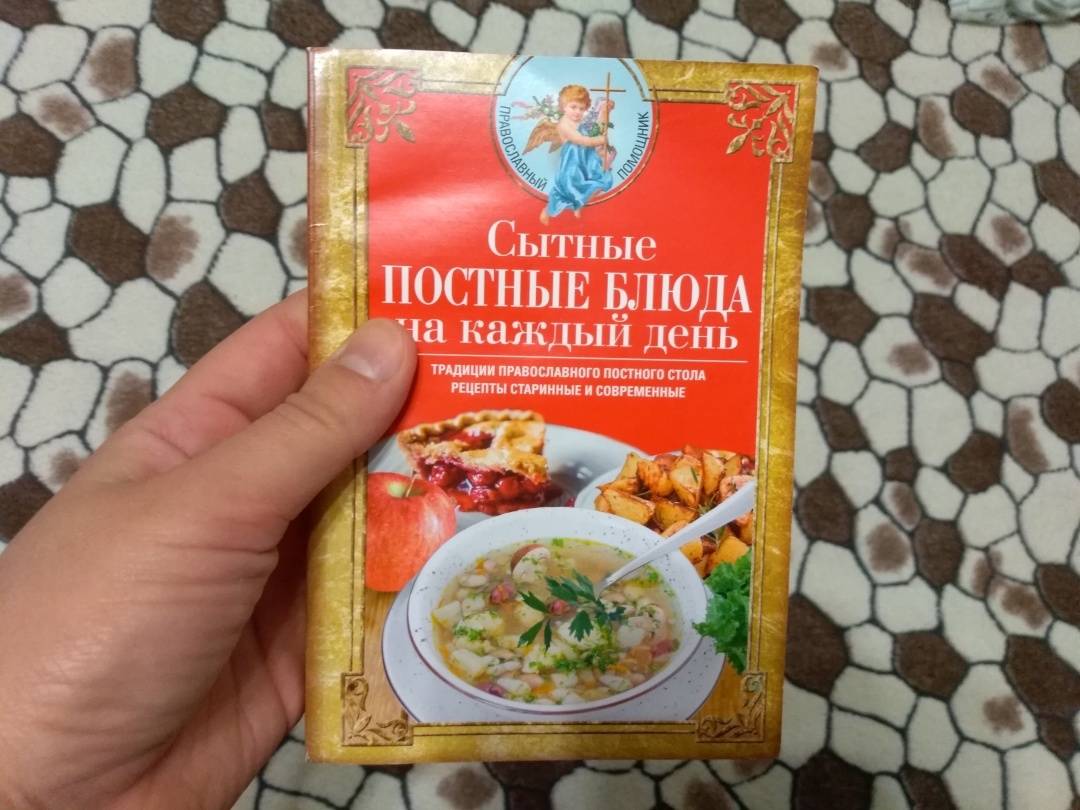 ПРАВОСЛАВНЫЙ ПОМОЩНИК
Сытные
ПОСТНЫЕ БЛЮДА
на каждый день
ТРАДИЦИИ ПРАВОСЛАВНОГО ПОСТНОГО СТОЛА
РЕЦЕПТЫ СТАРИННЫЕ И СОВРЕМЕННЫЕ